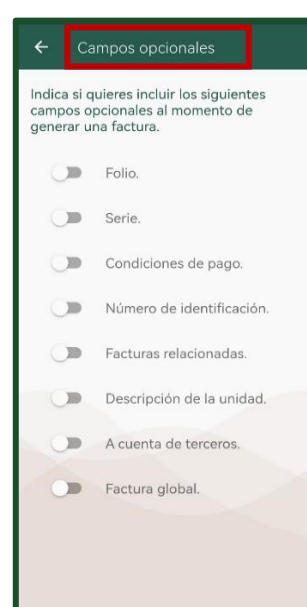 Campos opcionales
Indica si quieres incluir los siguientes
campos opcionales al momento de
generar una factura.
Folio.
Serie.
Condiciones de pago.
Número de identificación.
Facturas relacionadas.
Descripción de la unidad.
A cuenta de terceros.
Factura global.